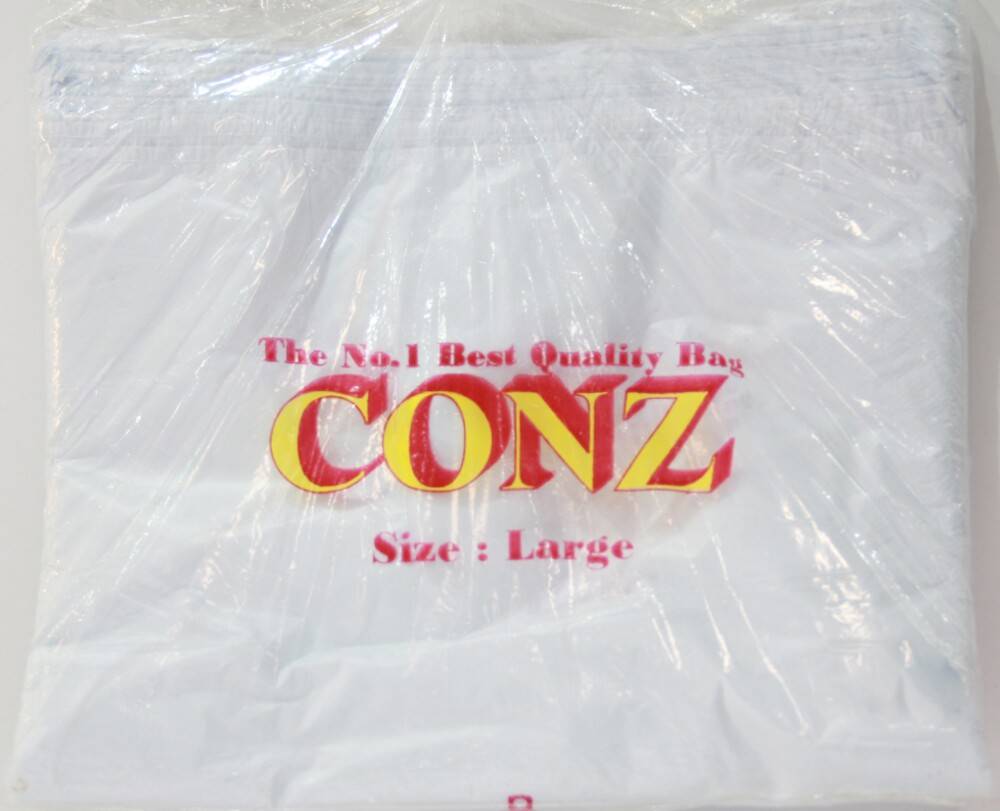 The No.1 Best Quality Bag
CONZ
Size : Large